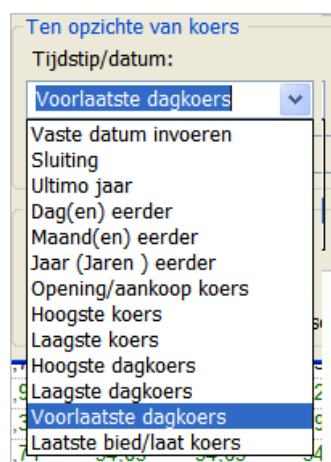 Ten opzichte van koers
Tijdstip/datum:
Voorlaatste dagkoers
Vaste datum invoeren
Sluiting
Ultimo jaar
Dag(en) eerder
Maand(en) eerder
Jaar (Jaren ) eerder
Opening/aankoop koers
Hoogste koers
Laagste koers
Hoogste dagkoers
Laagste dagkoers
Voorlaatste dagkoers
Laatste bied/laat koers